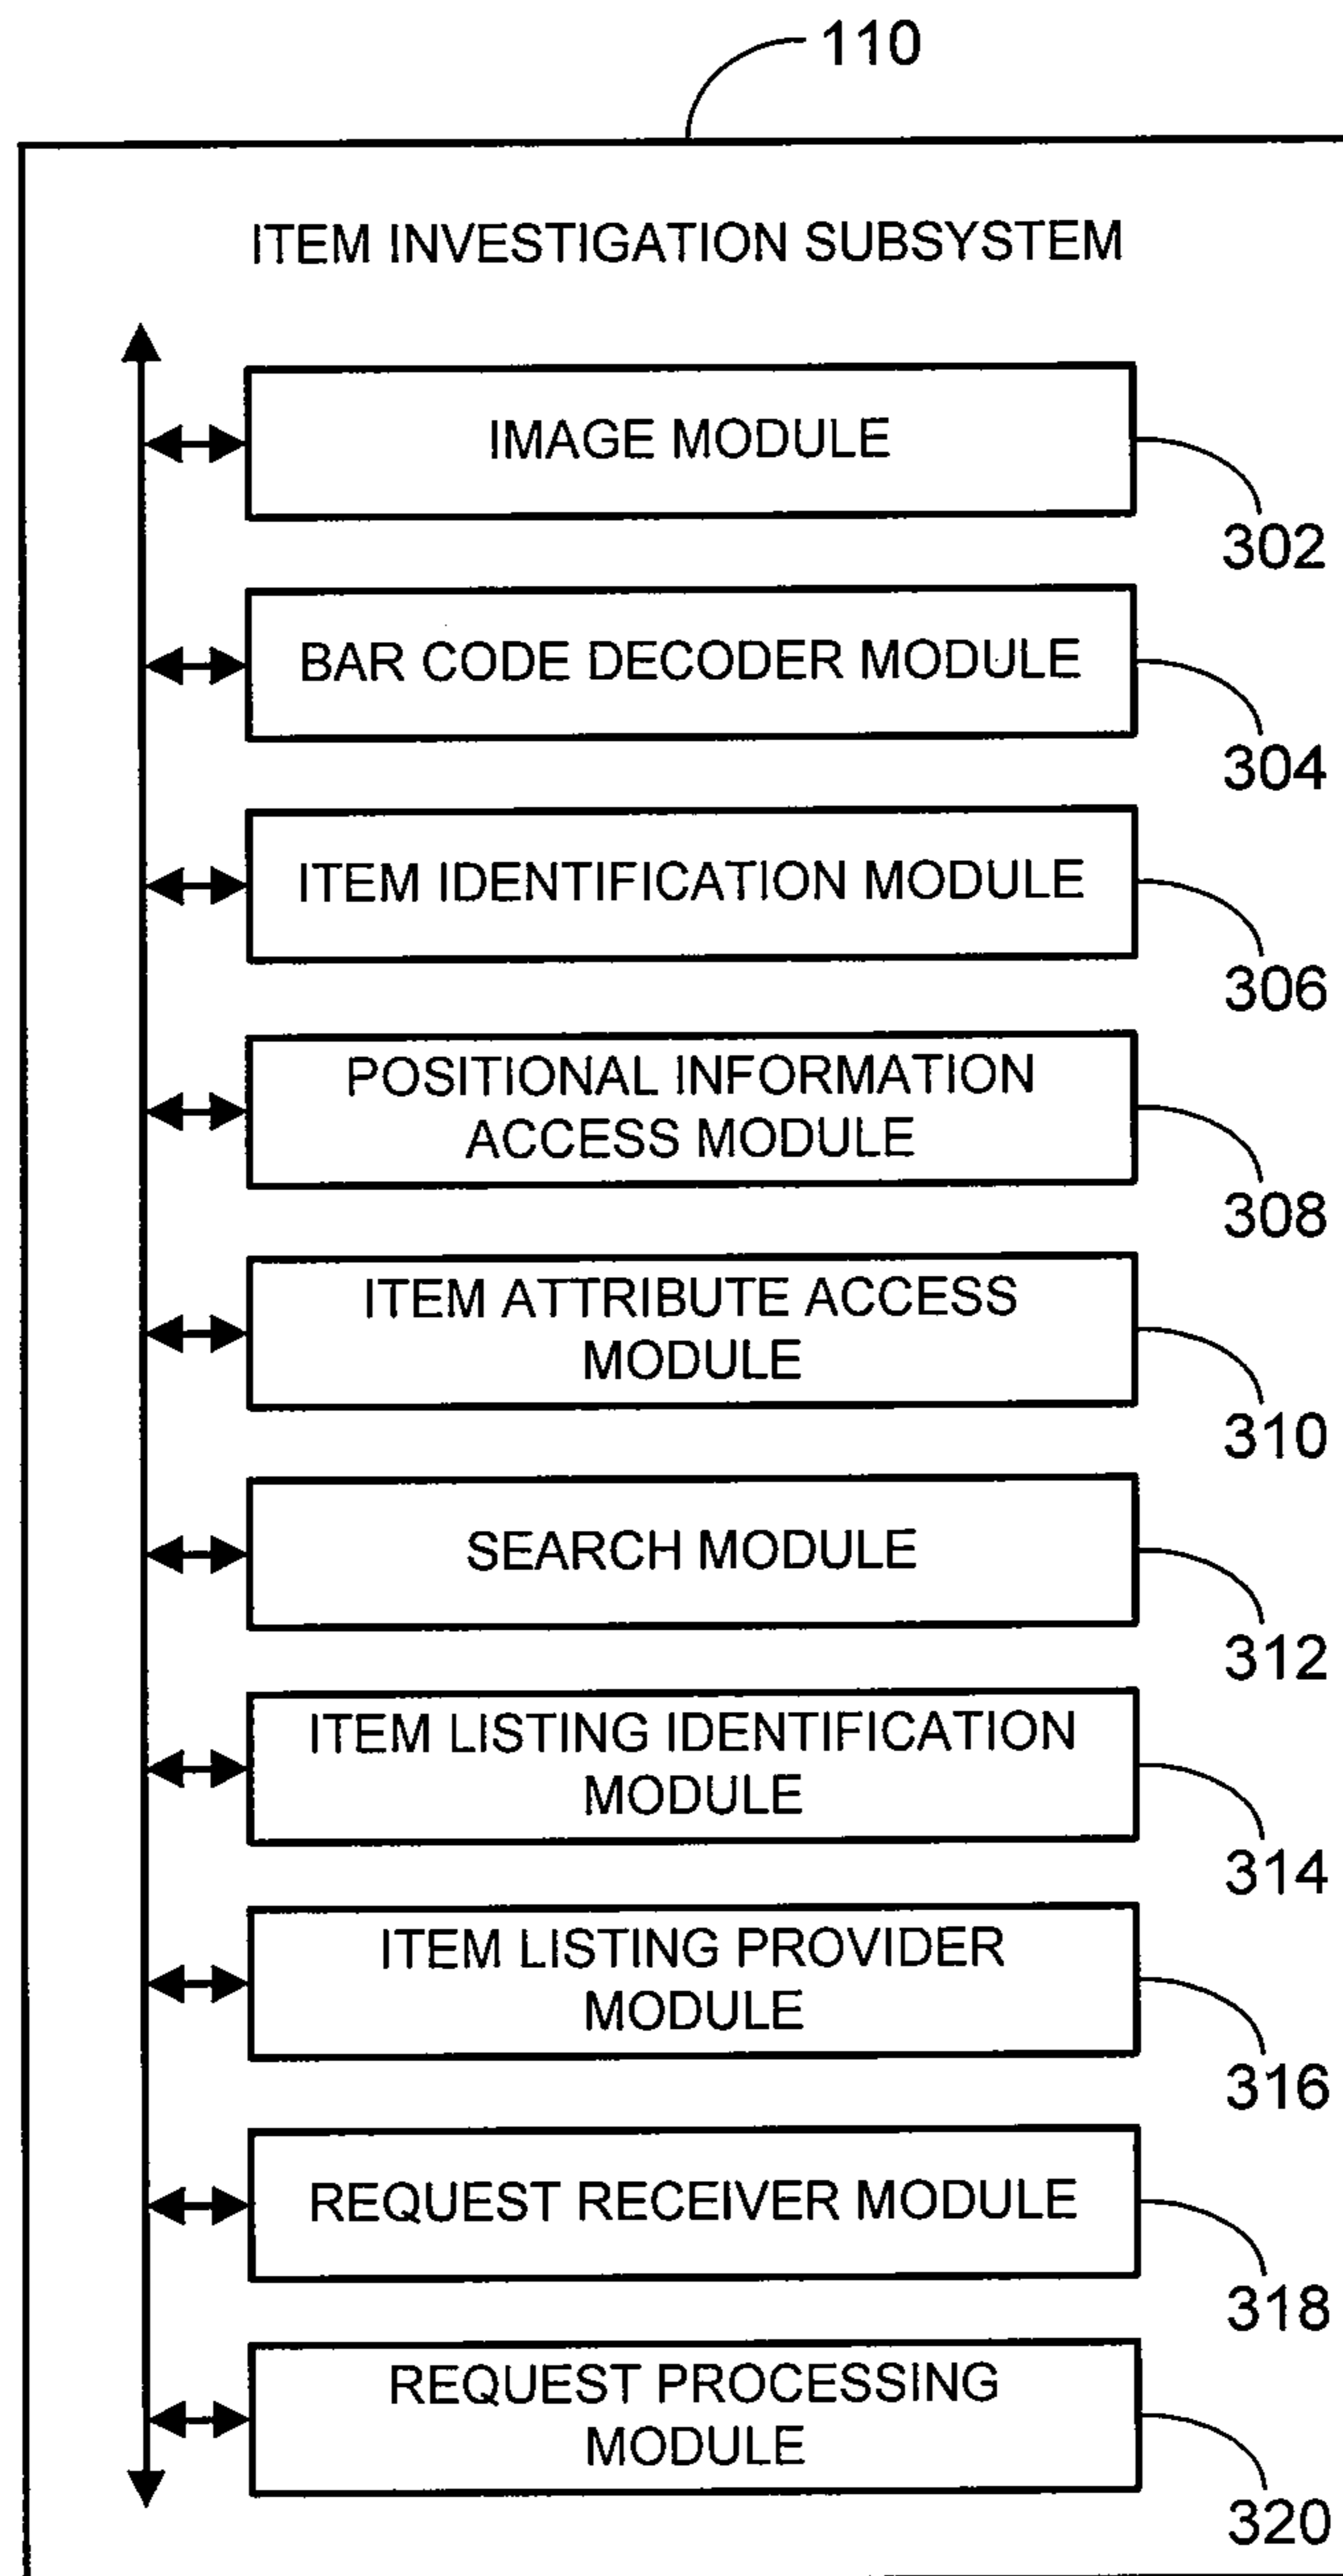 110
ITEM INVESTIGATION SUBSYSTEM
IMAGE MODULE
302
BAR CODE DECODER MODULE
304
ITEM IDENTIFICATION MODULE
306
POSITIONAL INFORMATION
ACCESS MODULE
308
ITEM ATTRIBUTE ACCESS
MODULE
310
SEARCH MODULE
312
ITEM LISTING IDENTIFICATION
MODULE
314
ITEM LISTING PROVIDER
MODULE
316
REQUEST RECEIVER MODULE
318
REQUEST PROCESSING
MODULE
320